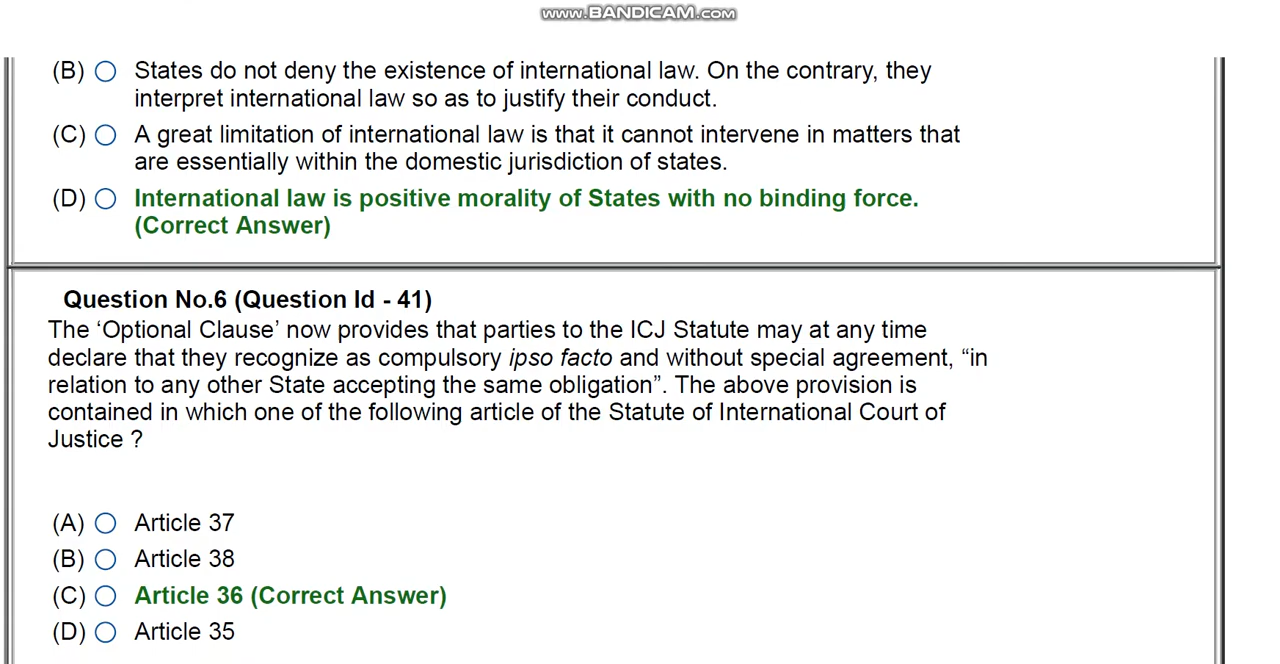 www.BANDICAM.com
(B) States do not deny the existence of international law. On the contrary, they
interpret international law so as to justify their conduct.
(C) A great limitation of international law is that it cannot intervene in matters that
are essentially within the domestic jurisdiction of states.
(D) International law is positive morality of States with no binding force.
(Correct Answer)
Question No.6 (Question Id - 41)
The ‘Optional Clause’ now provides that parties to the ICJ Statute may at any time
declare that they recognize as compulsory ipso facto and without special agreement, “in
relation to any other State accepting the same obligation”. The above provision is
contained in which one of the following article of the Statute of International Court of
Justice ?
(A) Article 37
(B) Article 38
(C) Article 36 (Correct Answer)
(D) Article 35